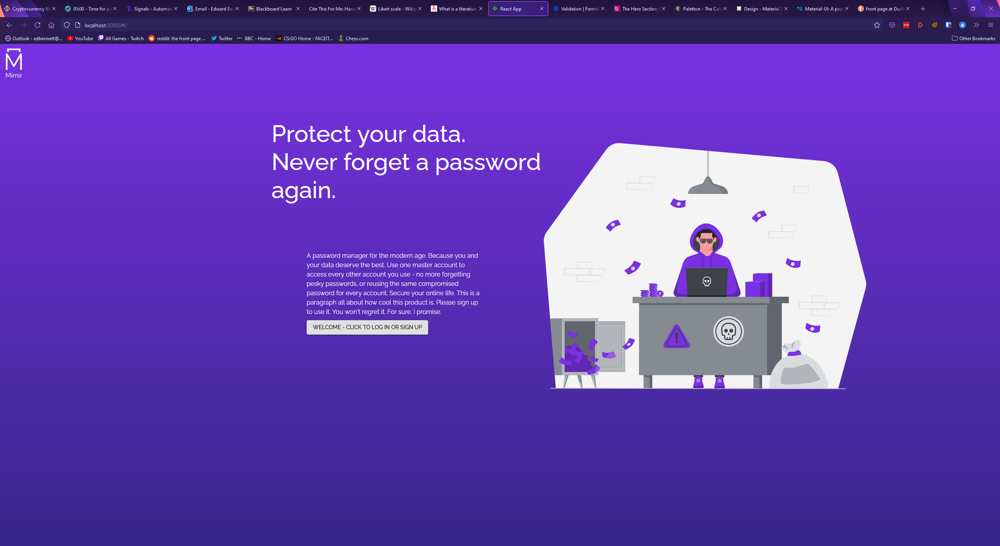 Cryptocurrency M
05:00 - Time for a b
Signals - Automate
Email - Edward Ber
Blackboard Learn
Cite This For Me: Harva
Likert scale - Wikip
What is a literature
React App
Validation | Formik
The Hero Section
Paletton - The Colo
Design - Material D
Material-UI: A pop
front page at Duck
localhost:3000/#/
Outlook - edbennett@...
YouTube
All Games - Twitch
reddit: the front page ...
Twitter
BBC BBC - Home
CS:GO Home - FACEIT...
Chess.com
Other Bookmarks
M
Mimir
Protect your data.
Never forget a password
again.
A password manager for the modern age. Because you and
your data deserve the best. Use one master account to
access every other account you use - no more forgetting
pesky passwords, or reusing the same compromised
password for every account. Secure your online life. This is a
paragraph all about how cool this product is. Please sign up
to use it. You won't regret it. For sure. I promise.
WELCOME - CLICK TO LOG IN OR SIGN UP
$
!